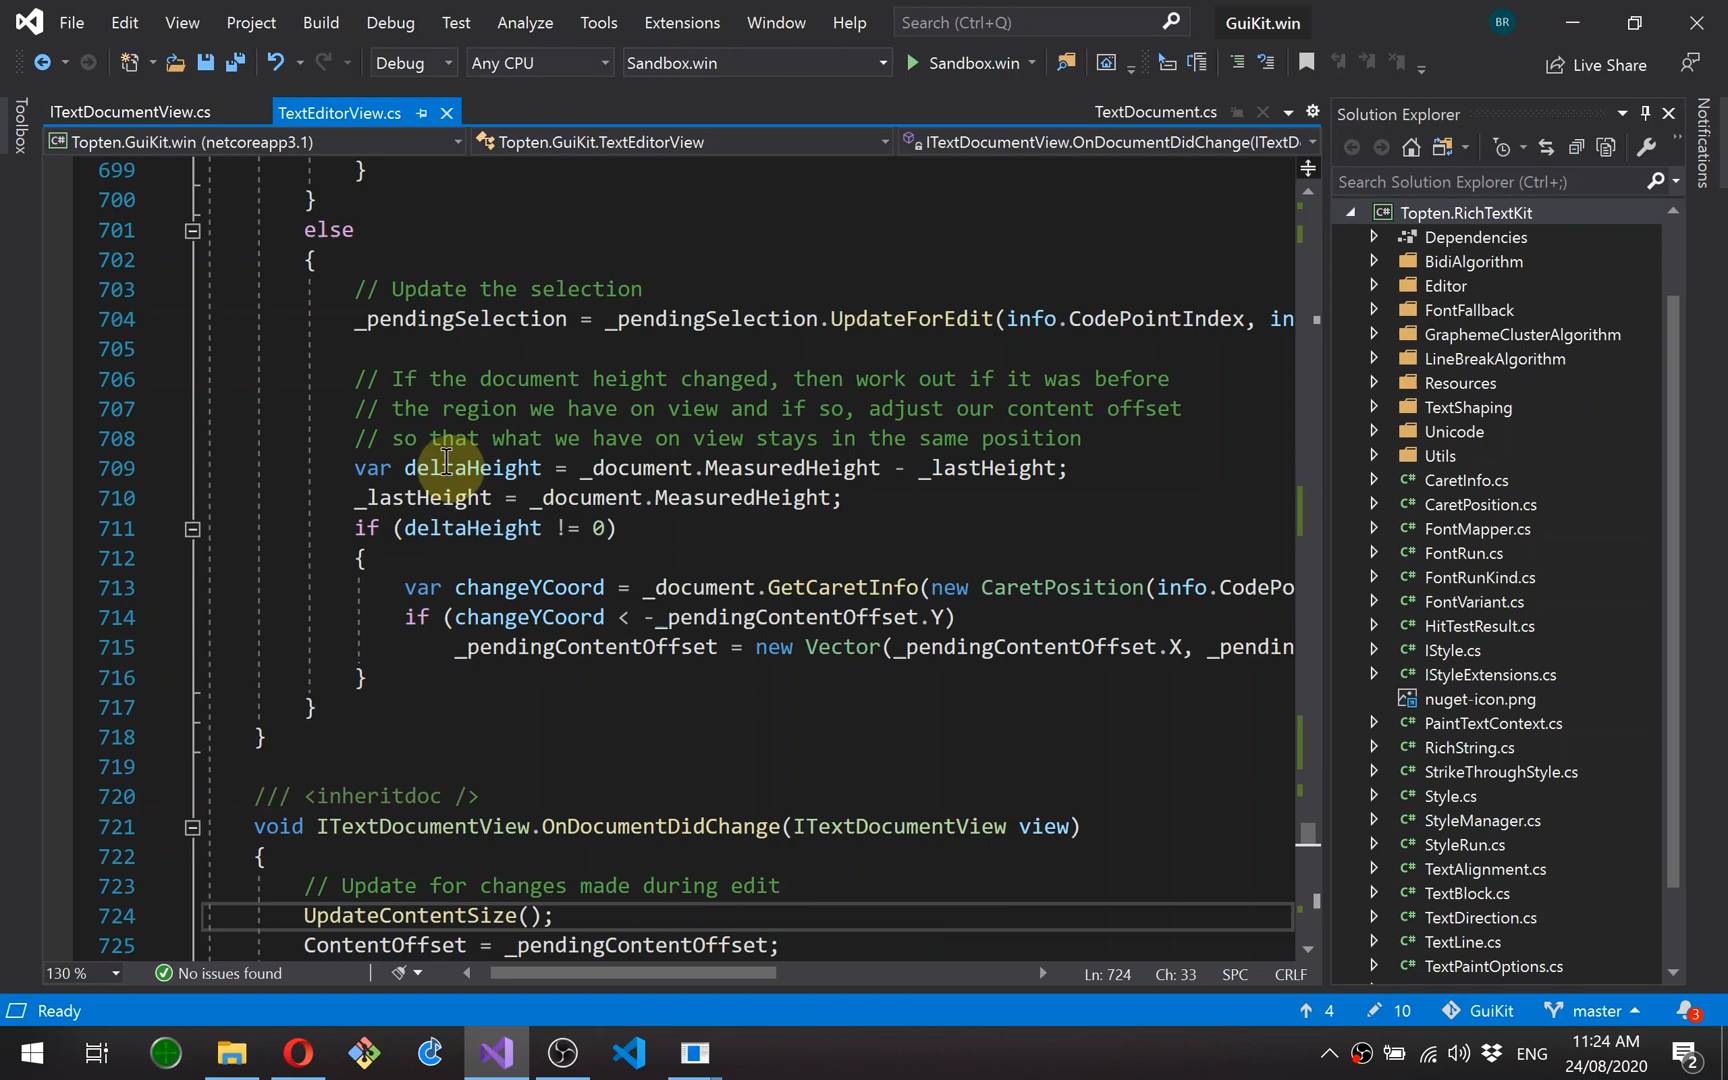 File Edit View Project Build Debug Test Analyze Tools Extensions Window Help Search (Ctrl+Q) GuiKit.win BR
Debug Any CPU Sandbox.win Sandbox.win Live Share
Toolbox
ITextDocumentView.cs TextEditorView.cs TextDocument.cs
Topten.GuiKit.win (netcoreapp3.1) Topten.GuiKit.TextEditorView ITextDocumentView.OnDocumentDidChange(ITextD
699 }
700 }
701 else
702 {
703 // Update the selection
704 _pendingSelection = _pendingSelection.UpdateForEdit(info.CodePointIndex, in
705
706 // If the document height changed, then work out if it was before
707 // the region we have on view and if so, adjust our content offset
708 // so that what we have on view stays in the same position
709 var deltaHeight = _document.MeasuredHeight - _lastHeight;
710 _lastHeight = _document.MeasuredHeight;
711 if (deltaHeight != 0)
712 {
713 var changeYCoord = _document.GetCaretInfo(new CaretPosition(info.CodePo
714 if (changeYCoord < -_pendingContentOffset.Y)
715 _pendingContentOffset = new Vector(_pendingContentOffset.X, _pendin
716 }
717 }
718 }
719
720 /// <inheritdoc />
721 void ITextDocumentView.OnDocumentDidChange(ITextDocumentView view)
722 {
723 // Update for changes made during edit
724 UpdateContentSize();
725 ContentOffset = _pendingContentOffset;
130 % No issues found Ln: 724 Ch: 33 SPC CRLF
Solution Explorer
Search Solution Explorer (Ctrl+;)
C# Topten.RichTextKit
Dependencies
BidiAlgorithm
Editor
FontFallback
GraphemeClusterAlgorithm
LineBreakAlgorithm
Resources
TextShaping
Unicode
Utils
C# CaretInfo.cs
C# CaretPosition.cs
C# FontMapper.cs
C# FontRun.cs
C# FontRunKind.cs
C# FontVariant.cs
C# HitTestResult.cs
C# IStyle.cs
C# IStyleExtensions.cs
nuget-icon.png
C# PaintTextContext.cs
C# RichString.cs
C# StrikeThroughStyle.cs
C# Style.cs
C# StyleManager.cs
C# StyleRun.cs
C# TextAlignment.cs
C# TextBlock.cs
C# TextDirection.cs
C# TextLine.cs
C# TextPaintOptions.cs
Notifications
Ready 4 10 GuiKit master 3
ENG 11:24 AM
24/08/2020 2